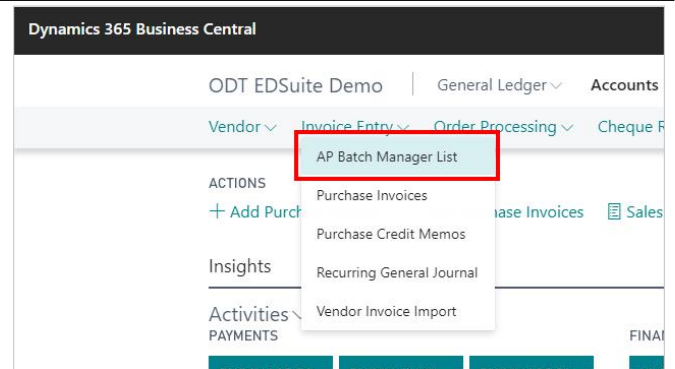 Dynamics 365 Business Central
ODT EDSuite Demo General Ledger Accounts
Vendor Invoice Entry Order Processing Cheque R
AP Batch Manager List
ACTIONS
+ Add Purch ase Invoices Sales
Purchase Invoices
Purchase Credit Memos
Insights
Recurring General Journal
Activities
Vendor Invoice Import
PAYMENTS FINA